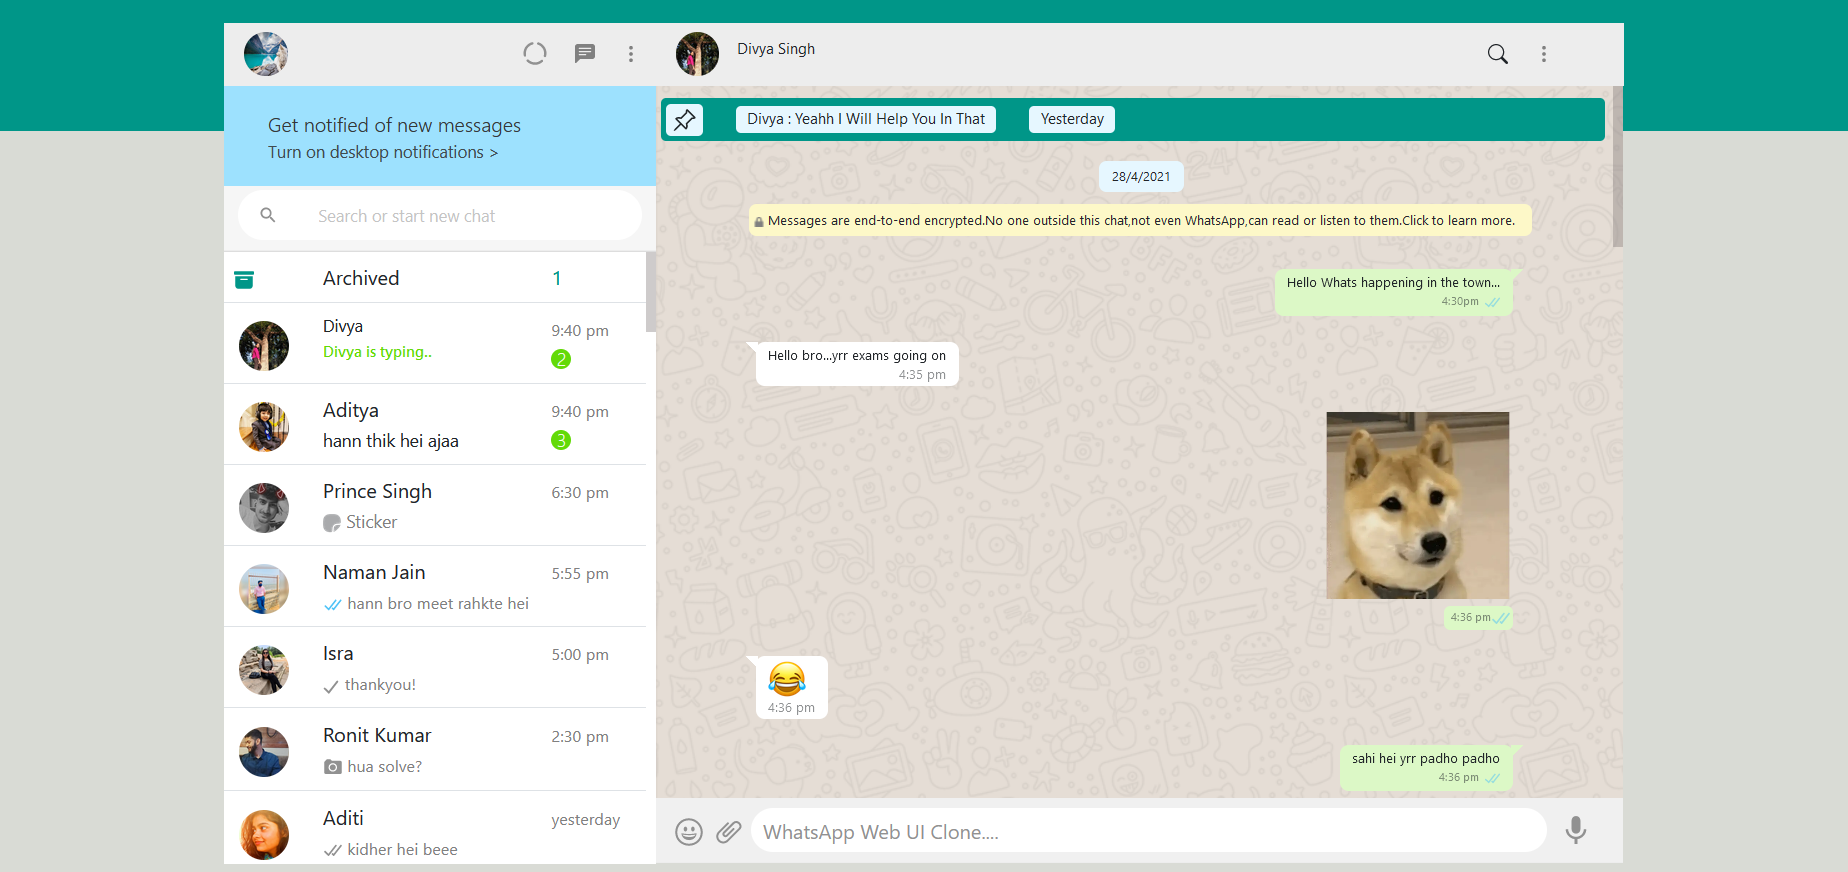 Get notified of new messages
Turn on desktop notifications >
Search or start new chat
Archived 1
Divya 9:40 pm
Divya is typing.. 2
Aditya 9:40 pm
hann thik hei ajaa 3
Prince Singh 6:30 pm
Sticker
Naman Jain 5:55 pm
hann bro meet rahkte hei
Isra 5:00 pm
thankyou!
Ronit Kumar 2:30 pm
hua solve?
Aditi yesterday
kidher hei beee
Divya Singh
Divya : Yeahh I Will Help You In That Yesterday
28/4/2021
Messages are end-to-end encrypted.No one outside this chat,not even WhatsApp,can read or listen to them.Click to learn more.
Hello Whats happening in the town...
4:30pm
Hello bro...yrr exams going on
4:35 pm
4:36 pm
4:36 pm
sahi hei yrr padho padho
4:36 pm
WhatsApp Web UI Clone....